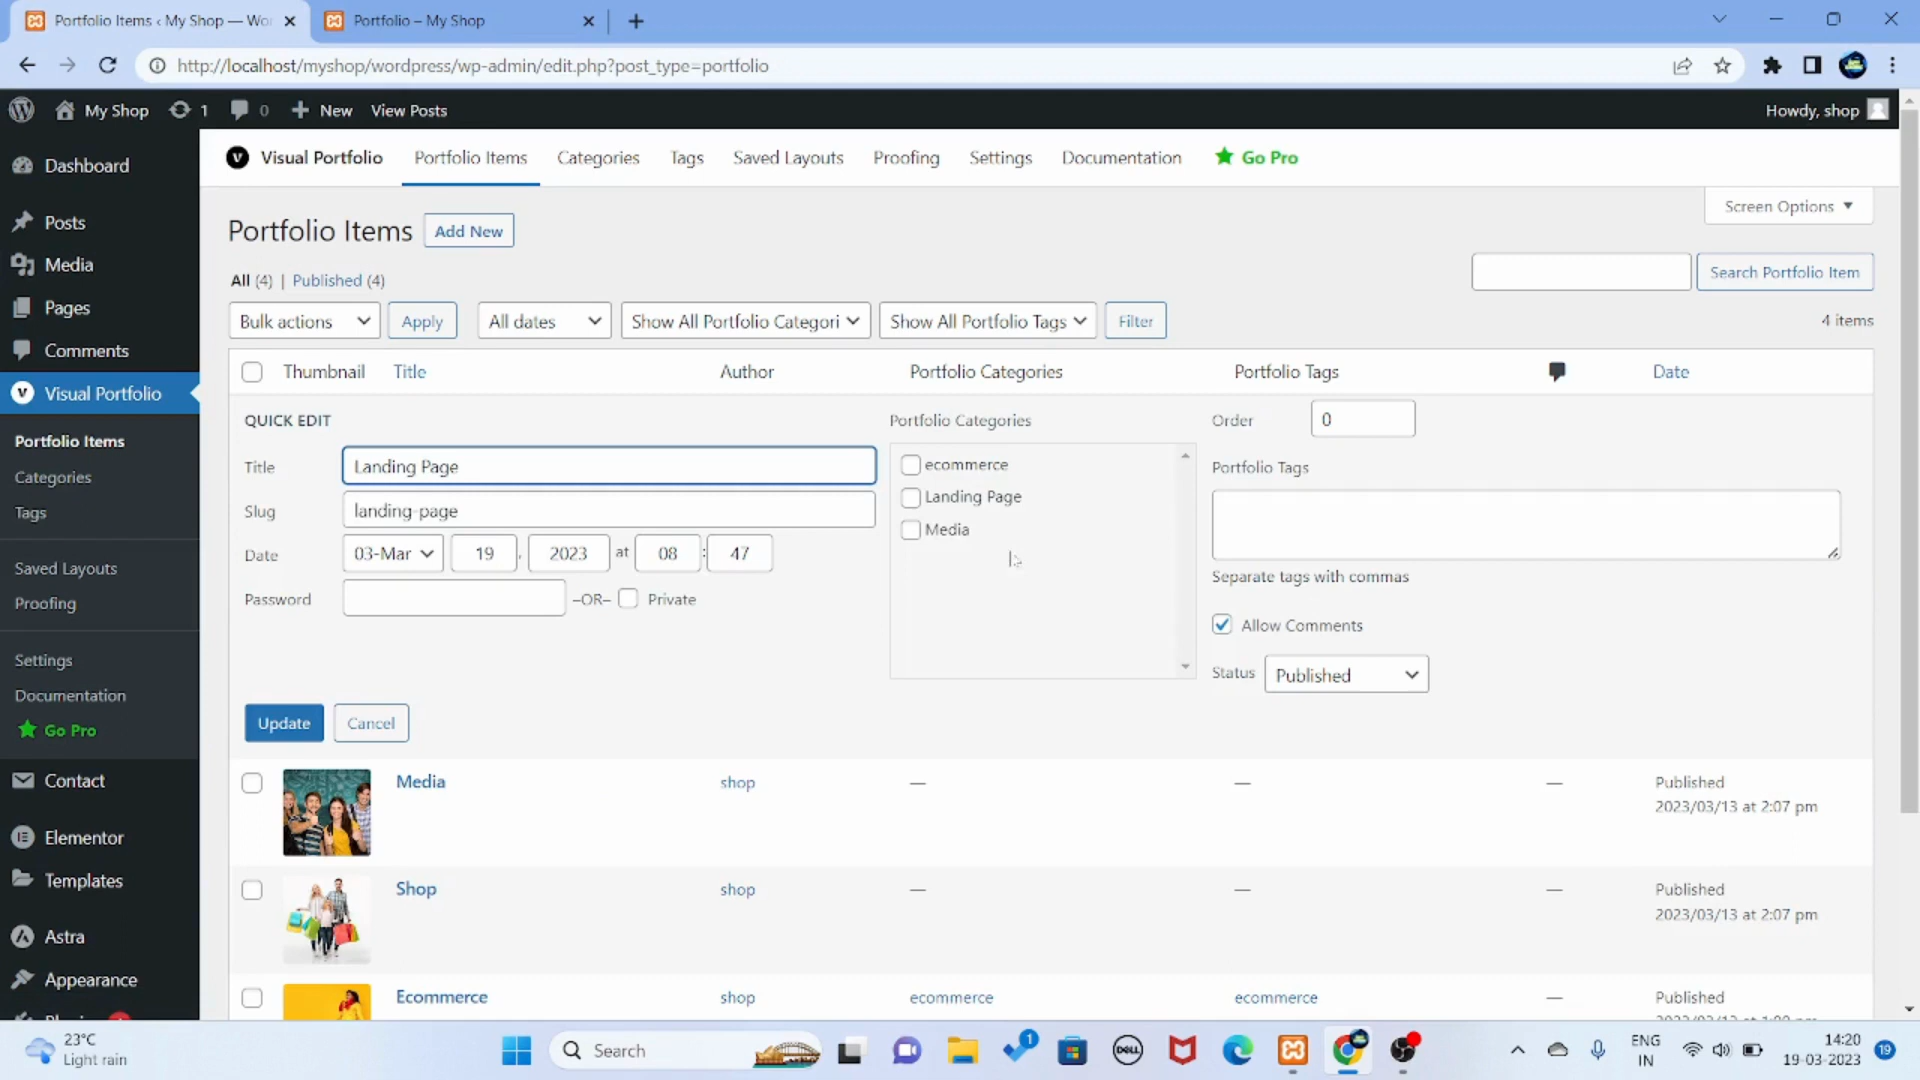 Portfolio Items ‹ My Shop — Wor
Portfolio – My Shop
http://localhost/myshop/wordpress/wp-admin/edit.php?post_type=portfolio
My Shop 1 0 New View Posts
Howdy, shop
Dashboard
Posts
Media
Pages
Comments
Visual Portfolio
Portfolio Items
Categories
Tags
Saved Layouts
Proofing
Settings
Documentation
Go Pro
Contact
Elementor
Templates
Astra
Appearance
Visual Portfolio Portfolio Items Categories Tags Saved Layouts Proofing Settings Documentation Go Pro
Screen Options
Portfolio Items Add New
All (4) | Published (4)
Search Portfolio Item
Bulk actions Apply All dates Show All Portfolio Categori Show All Portfolio Tags Filter
4 items
Thumbnail Title Author Portfolio Categories Portfolio Tags Date
QUICK EDIT
Title Landing Page
Slug landing-page
Date 03-Mar 19 , 2023 at 08 : 47
Password –OR– Private
Portfolio Categories
ecommerce
Landing Page
Media
Order 0
Portfolio Tags
Separate tags with commas
Allow Comments
Status Published
Update Cancel
Media shop — — — Published
2023/03/13 at 2:07 pm
Shop shop — — — Published
2023/03/13 at 2:07 pm
Ecommerce shop ecommerce ecommerce — Published
23°C
Light rain
Search
DELL
1
ENG
IN
14:20
19-03-2023
19